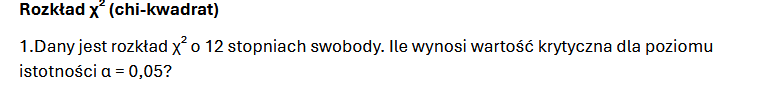 Rozkład χ² (chi-kwadrat)
1.Dany jest rozkład χ² o 12 stopniach swobody. Ile wynosi wartość krytyczna dla poziomu
istotności α = 0,05?